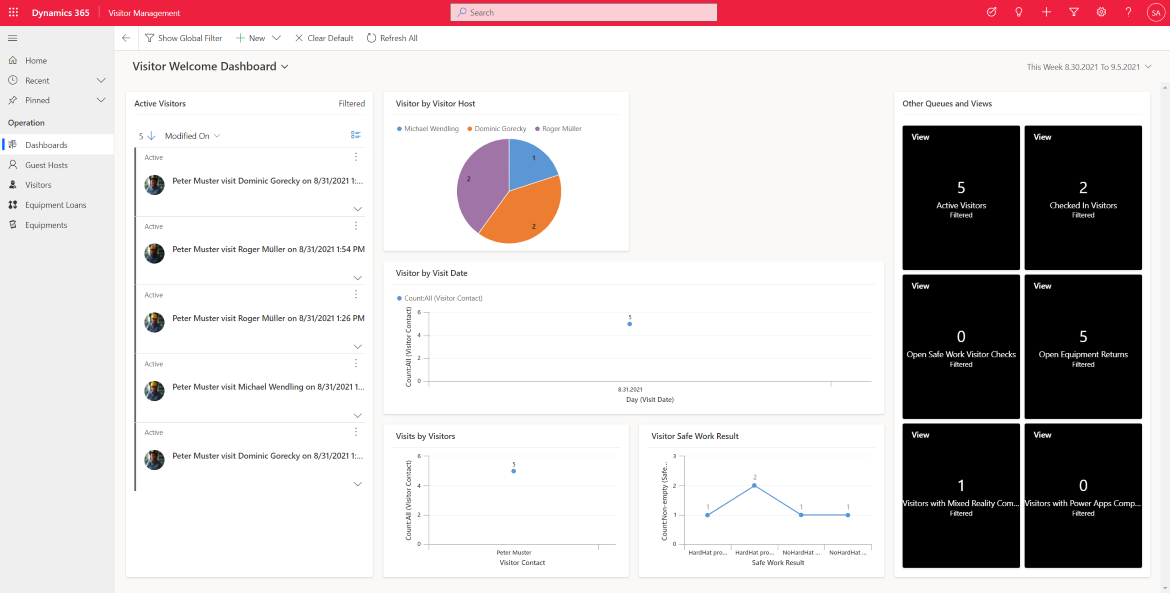 Dynamics 365
Visitor Management
Search
SA
Show Global Filter
New
Clear Default
Refresh All
Home
Recent
Pinned
Operation
Dashboards
Guest Hosts
Visitors
Equipment Loans
Equipments
Visitor Welcome Dashboard
This Week 8.30.2021 To 9.5.2021
Active Visitors
Filtered
5
Modified On
Active
Peter Muster visit Dominic Gorecky on 8/31/2021 1:...
Active
Peter Muster visit Roger Müller on 8/31/2021 1:54 PM
Active
Peter Muster visit Roger Müller on 8/31/2021 1:26 PM
Active
Peter Muster visit Michael Wendling on 8/31/2021 1...
Active
Peter Muster visit Dominic Gorecky on 8/31/2021 1:...
Visitor by Visitor Host
Michael Wendling
Dominic Gorecky
Roger Müller
1
2
2
Visitor by Visit Date
Count:All (Visitor Contact)
Count:All (Visitor Contact)
6
4
2
0
5
8.31.2021
Day (Visit Date)
Visits by Visitors
Count:All (Visitor Contact)
6
4
2
0
5
Peter Muster
Visitor Contact
Visitor Safe Work Result
Count:Non-empty (Safe...
3
2
1
0
1
2
1
1
HardHat pro...
HardHat pro...
NoHardHat ...
NoHardHat ...
Safe Work Result
Other Queues and Views
View
5
Active Visitors
Filtered
View
2
Checked In Visitors
Filtered
View
0
Open Safe Work Visitor Checks
Filtered
View
5
Open Equipment Returns
Filtered
View
1
Visitors with Mixed Reality Com...
Filtered
View
0
Visitors with Power Apps Comp...
Filtered